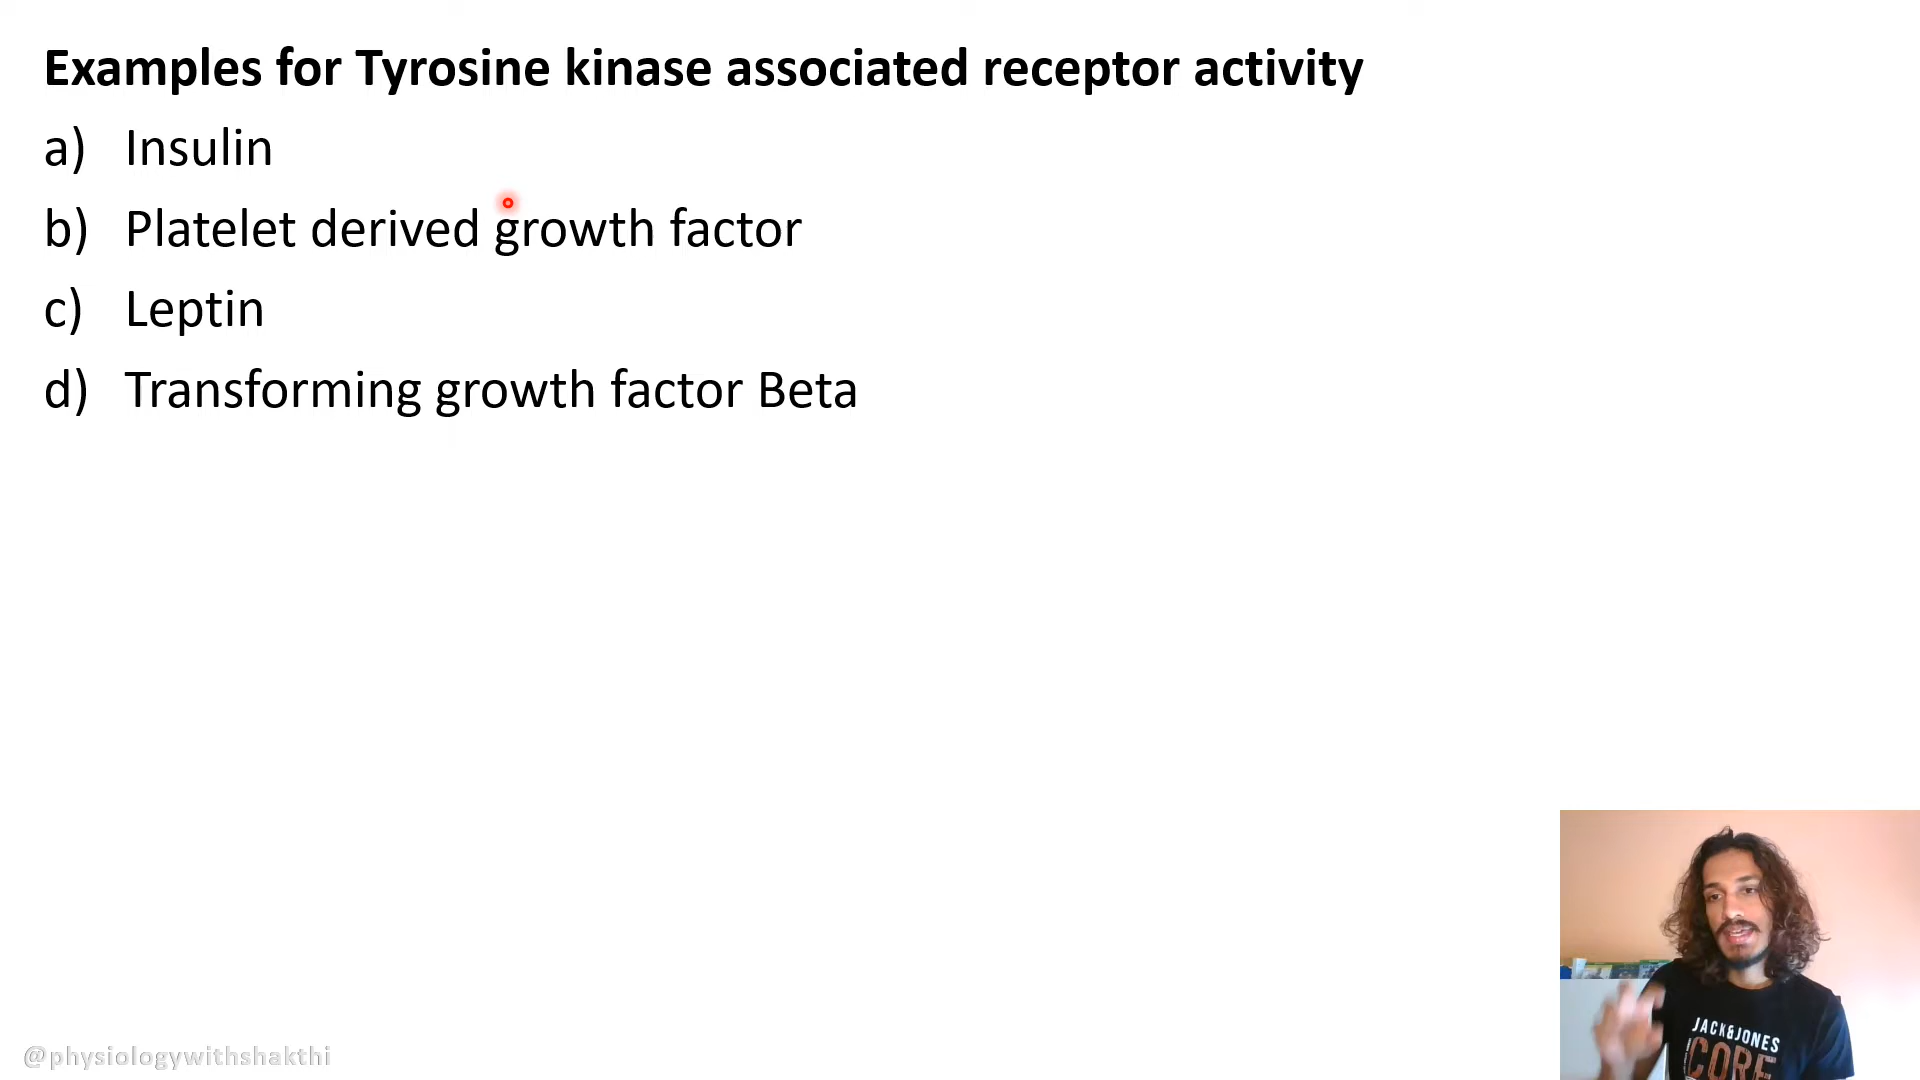 Examples for Tyrosine kinase associated receptor activity
a) Insulin
b) Platelet derived growth factor
c) Leptin
d) Transforming growth factor Beta
JACK&JONES
CORE
@physiologywithshakthi